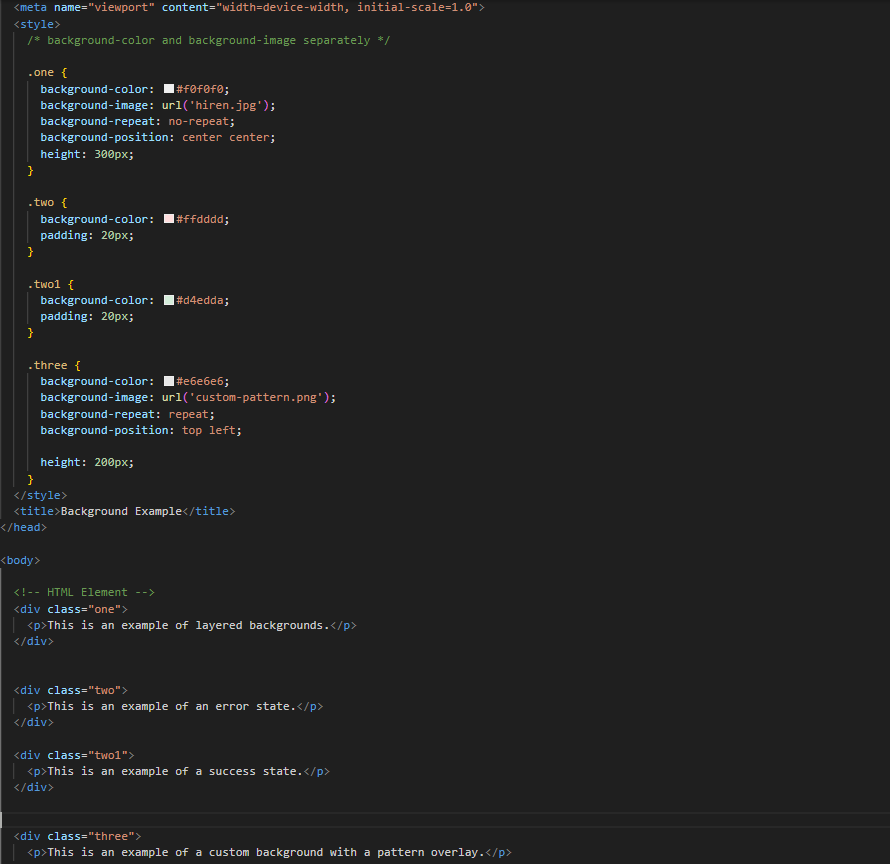 <meta name="viewport" content="width=device-width, initial-scale=1.0">
<style>
/* background-color and background-image separately */
.one {
background-color: #f0f0f0;
background-image: url('hiren.jpg');
background-repeat: no-repeat;
background-position: center center;
height: 300px;
}
.two {
background-color: #ffdddd;
padding: 20px;
}
.two1 {
background-color: #d4edda;
padding: 20px;
}
.three {
background-color: #e6e6e6;
background-image: url('custom-pattern.png');
background-repeat: repeat;
background-position: top left;
height: 200px;
}
</style>
<title>Background Example</title>
</head>
<body>
<!-- HTML Element -->
<div class="one">
<p>This is an example of layered backgrounds.</p>
</div>
<div class="two">
<p>This is an example of an error state.</p>
</div>
<div class="two1">
<p>This is an example of a success state.</p>
</div>
<div class="three">
<p>This is an example of a custom background with a pattern overlay.</p>